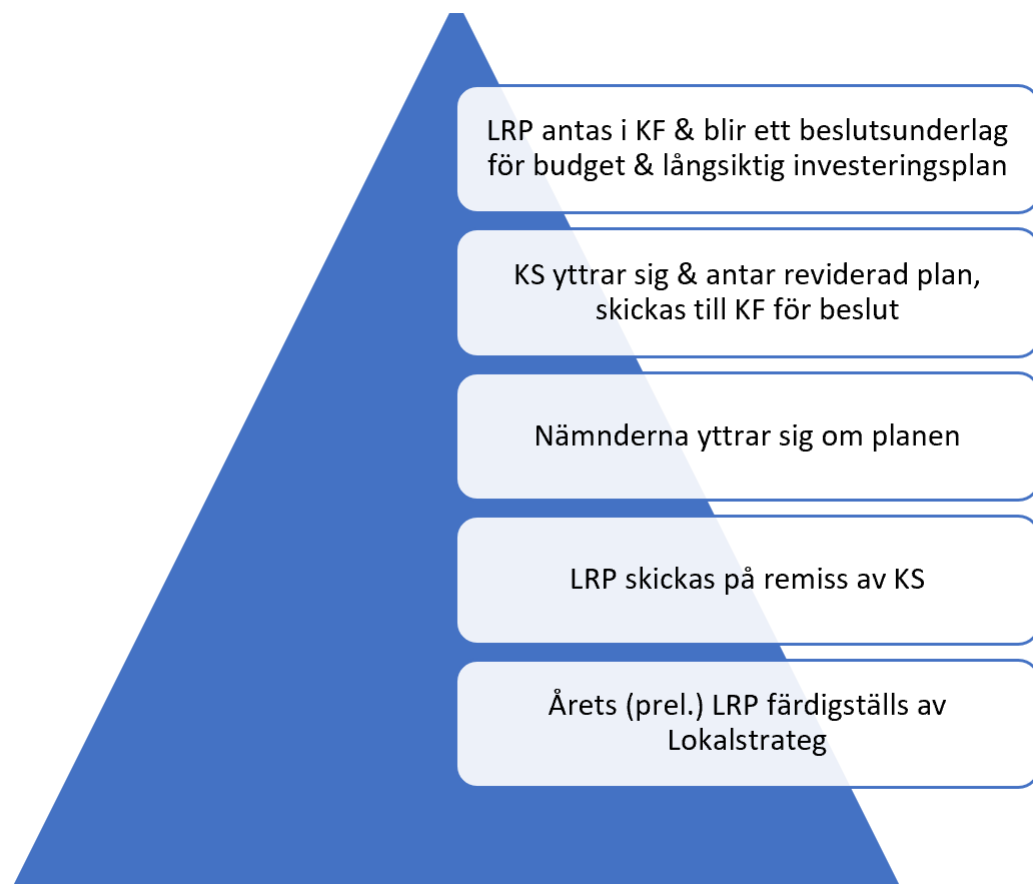 LRP antas i KF & blir ett beslutsunderlag
för budget & långsiktig investeringsplan
KS yttrar sig & antar reviderad plan,
skickas till KF för beslut
Nämnderna yttrar sig om planen
LRP skickas på remiss av KS
Årets (prel.) LRP färdigställs av
Lokalstrateg